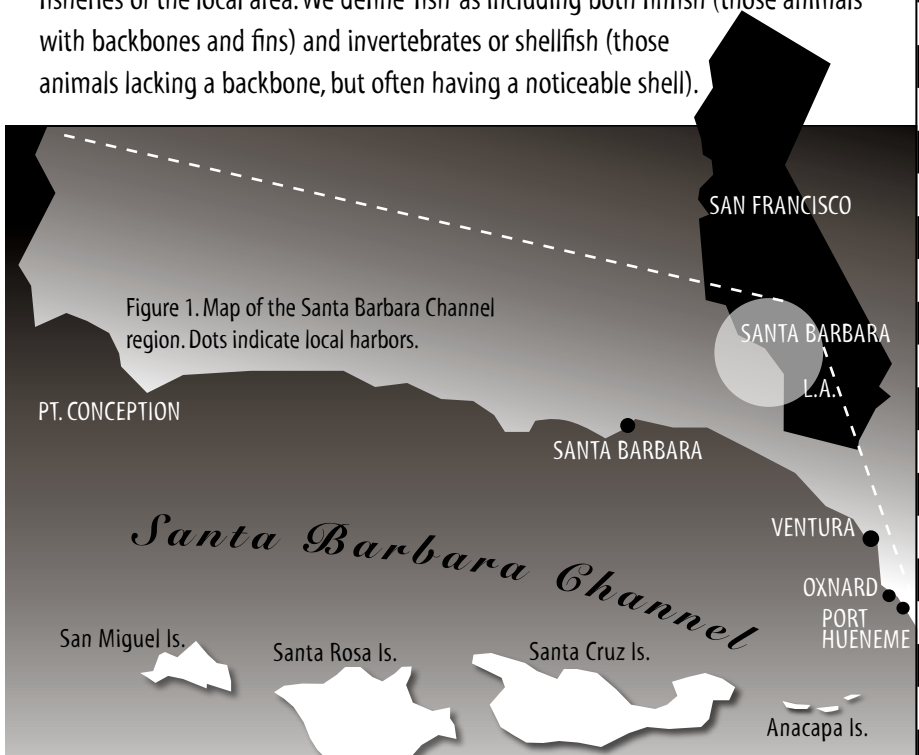 fisheries of the local area. We define 'fish' as including both finfish (those animals
with backbones and fins) and invertebrates or shellfish (those
animals lacking a backbone, but often having a noticeable shell).
SAN FRANCISCO
Figure 1. Map of the Santa Barbara Channel
region. Dots indicate local harbors.
SANTA BARBARA
L.A.
PT. CONCEPTION
SANTA BARBARA
VENTURA
Santa Barbara Channel
OXNARD
PORT
HUENEME
San Miguel Is.
Santa Rosa Is.
Santa Cruz Is.
Anacapa Is.